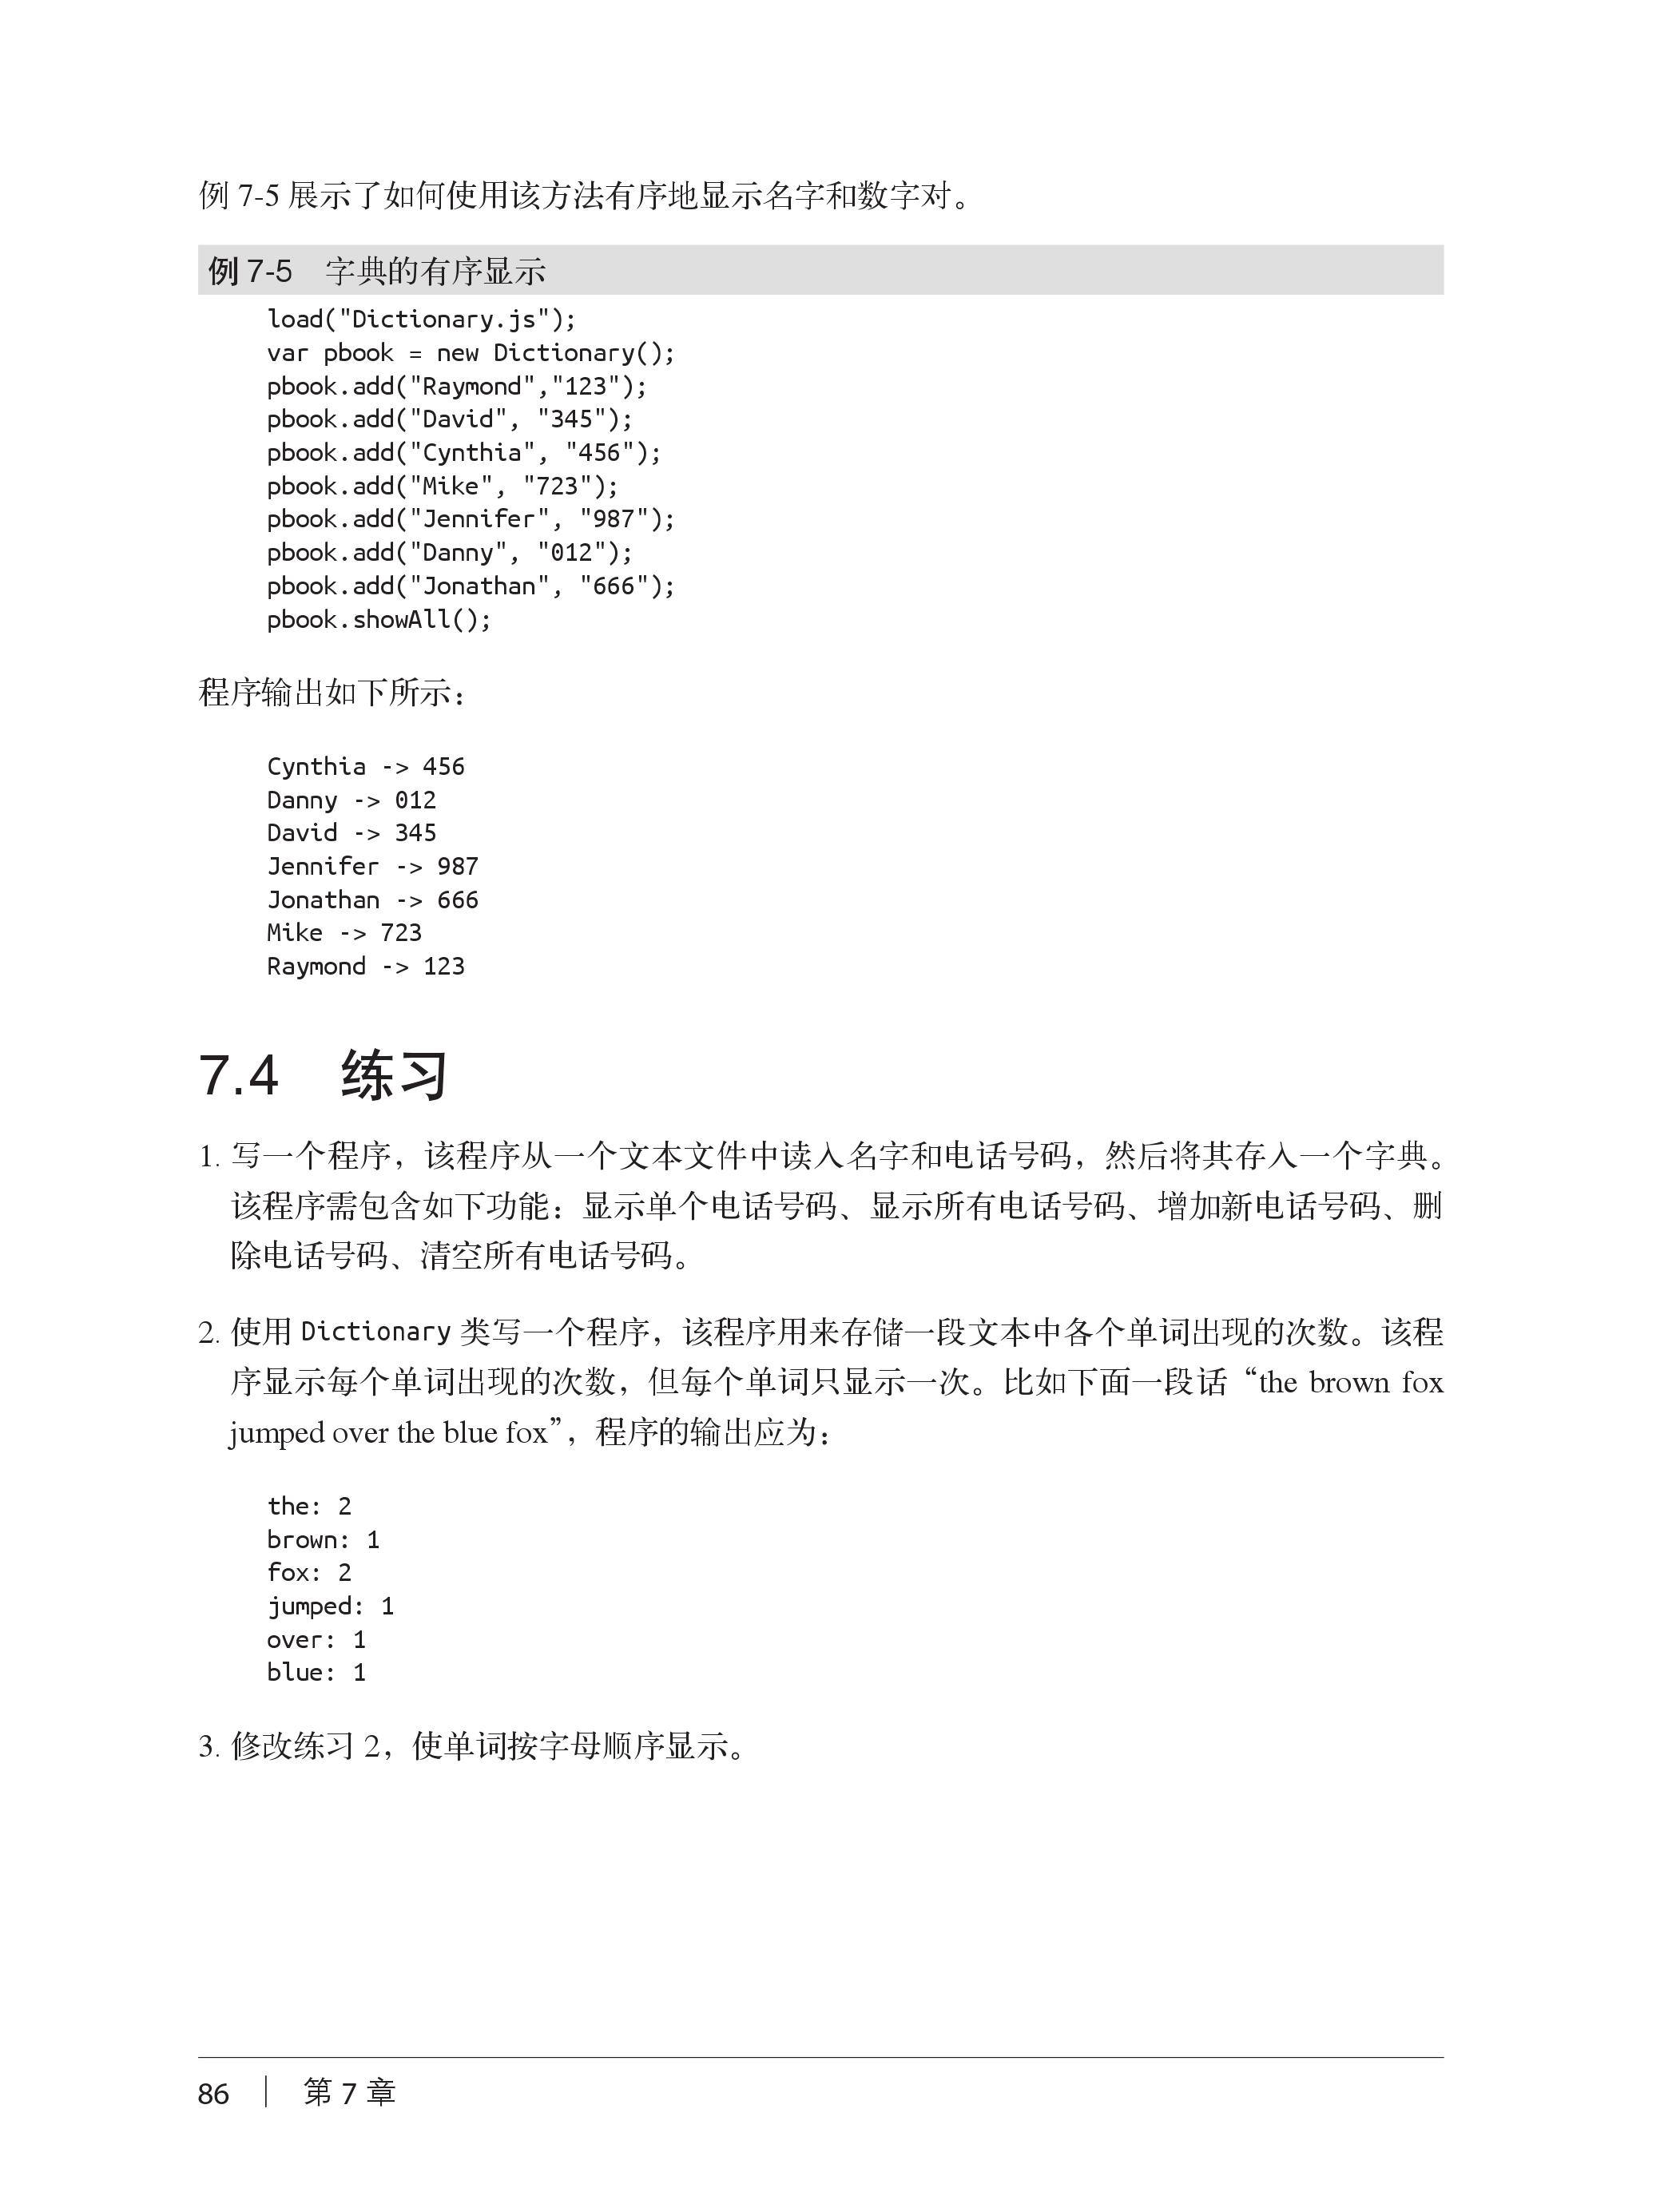 例 7-5 展示了如何使用该方法有序地显示名字和数字对。
例 7-5　字典的有序显示
load("Dictionary.js");
var pbook = new Dictionary();
pbook.add("Raymond","123");
pbook.add("David", "345");
pbook.add("Cynthia", "456");
pbook.add("Mike", "723");
pbook.add("Jennifer", "987");
pbook.add("Danny", "012");
pbook.add("Jonathan", "666");
pbook.showAll();
程序输出如下所示：
Cynthia -> 456
Danny -> 012
David -> 345
Jennifer -> 987
Jonathan -> 666
Mike -> 723
Raymond -> 123
7.4　练习
1. 写一个程序，该程序从一个文本文件中读入名字和电话号码，然后将其存入一个字典。
该程序需包含如下功能：显示单个电话号码、显示所有电话号码、增加新电话号码、删
除电话号码、清空所有电话号码。
2. 使用 Dictionary 类写一个程序，该程序用来存储一段文本中各个单词出现的次数。该程
序显示每个单词出现的次数，但每个单词只显示一次。比如下面一段话“the brown fox
jumped over the blue fox”，程序的输出应为：
the: 2
brown: 1
fox: 2
jumped: 1
over: 1
blue: 1
3. 修改练习 2，使单词按字母顺序显示。
86 ｜ 第 7 章